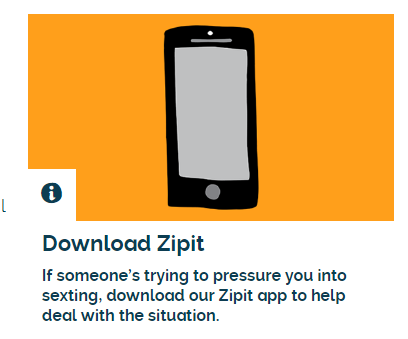 Download Zipit
If someone's trying to pressure you into
sexting, download our Zipit app to help
deal with the situation.